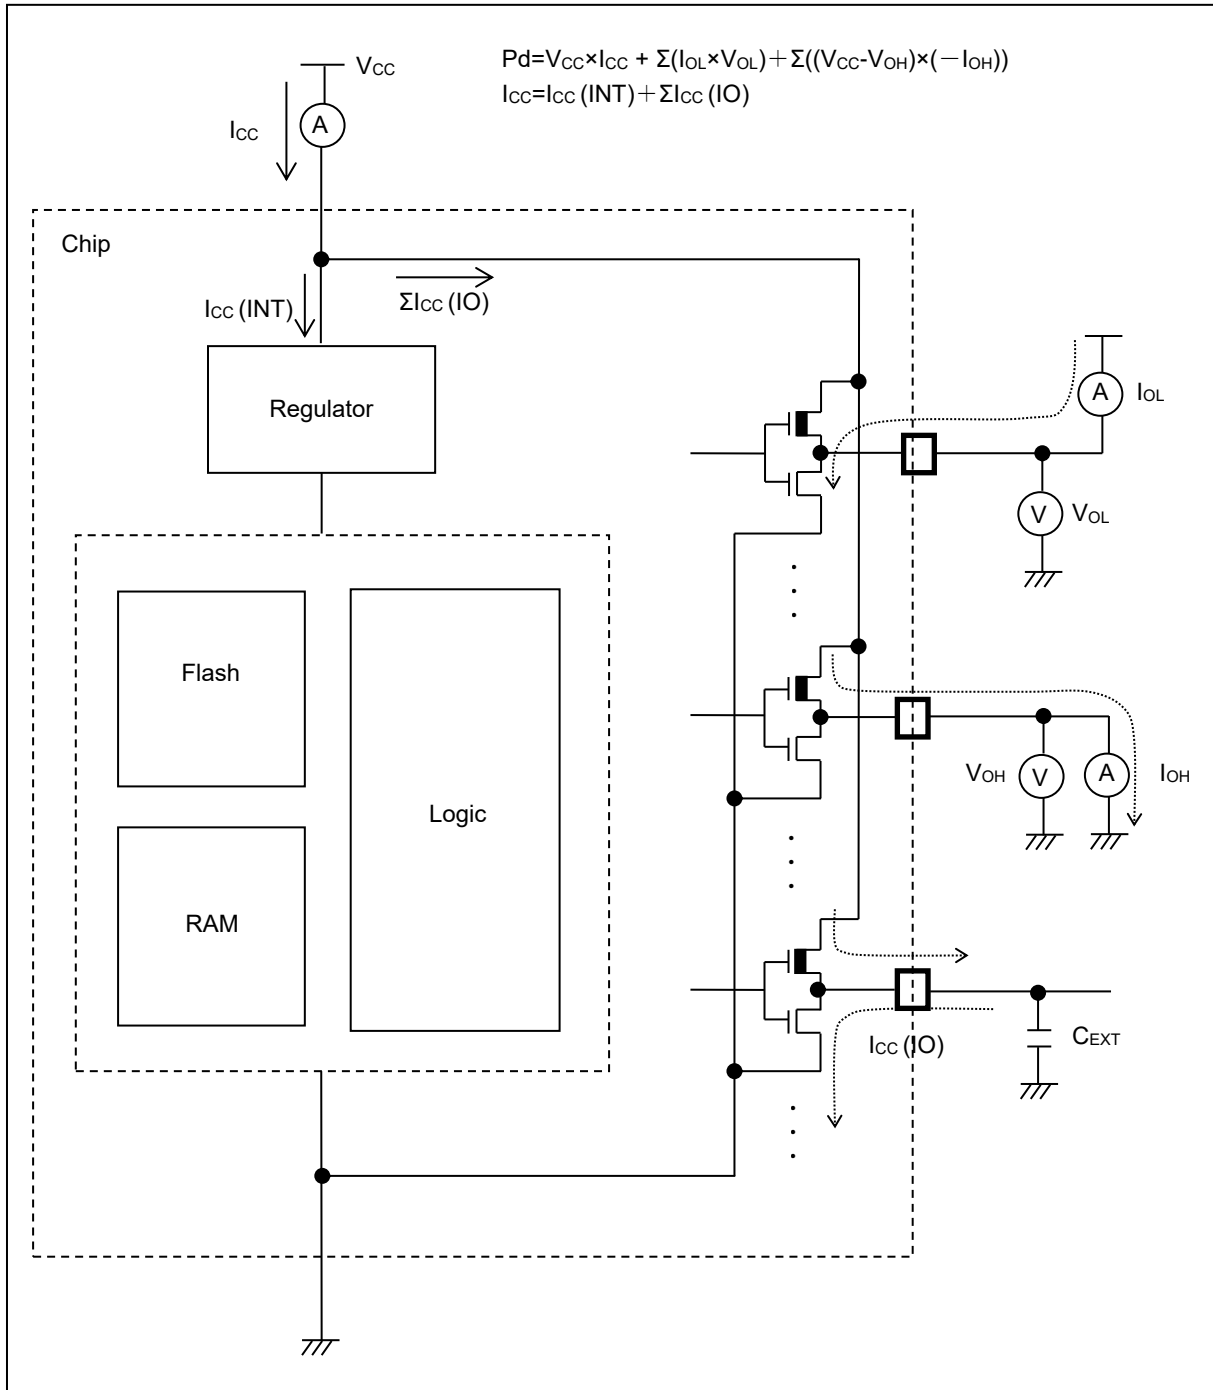 Pd=VCC×ICC + Σ(IOL×VOL)+Σ((VCC-VOH)×(-IOH))
ICC=ICC(INT)+ΣICC(IO)
VCC
ICC
A
Chip
ICC(INT)
ΣICC(IO)
Regulator
A
IOL
V
VOL
Flash
Logic
RAM
VOH
V
A
IOH
ICC(IO)
CEXT